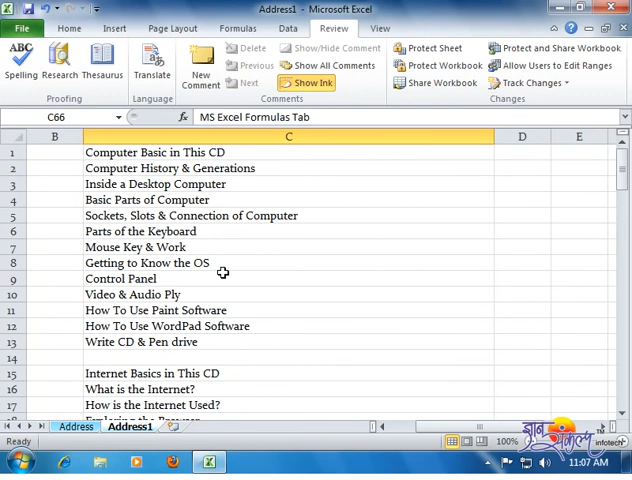 Address1 - Microsoft Excel
File Home Insert Page Layout Formulas Data Review View
ABC
Spelling Research Thesaurus
Proofing
Translate
Language
New Comment
Delete
Previous
Next
Show/Hide Comment
Show All Comments
Show Ink
Comments
Protect Sheet
Protect Workbook
Share Workbook
Protect and Share Workbook
Allow Users to Edit Ranges
Track Changes
Changes
C66 fx MS Excel Formulas Tab
B C D E
1 Computer Basic in This CD
2 Computer History & Generations
3 Inside a Desktop Computer
4 Basic Parts of Computer
5 Sockets, Slots & Connection of Computer
6 Parts of the Keyboard
7 Mouse Key & Work
8 Getting to Know the OS
9 Control Panel
10 Video & Audio Ply
11 How To Use Paint Software
12 How To Use WordPad Software
13 Write CD & Pen drive
14
15 Internet Basics in This CD
16 What is the Internet?
17 How is the Internet Used?
18 Exploring the Browser
Address Address1
Ready 100%
infotech
11:07 AM